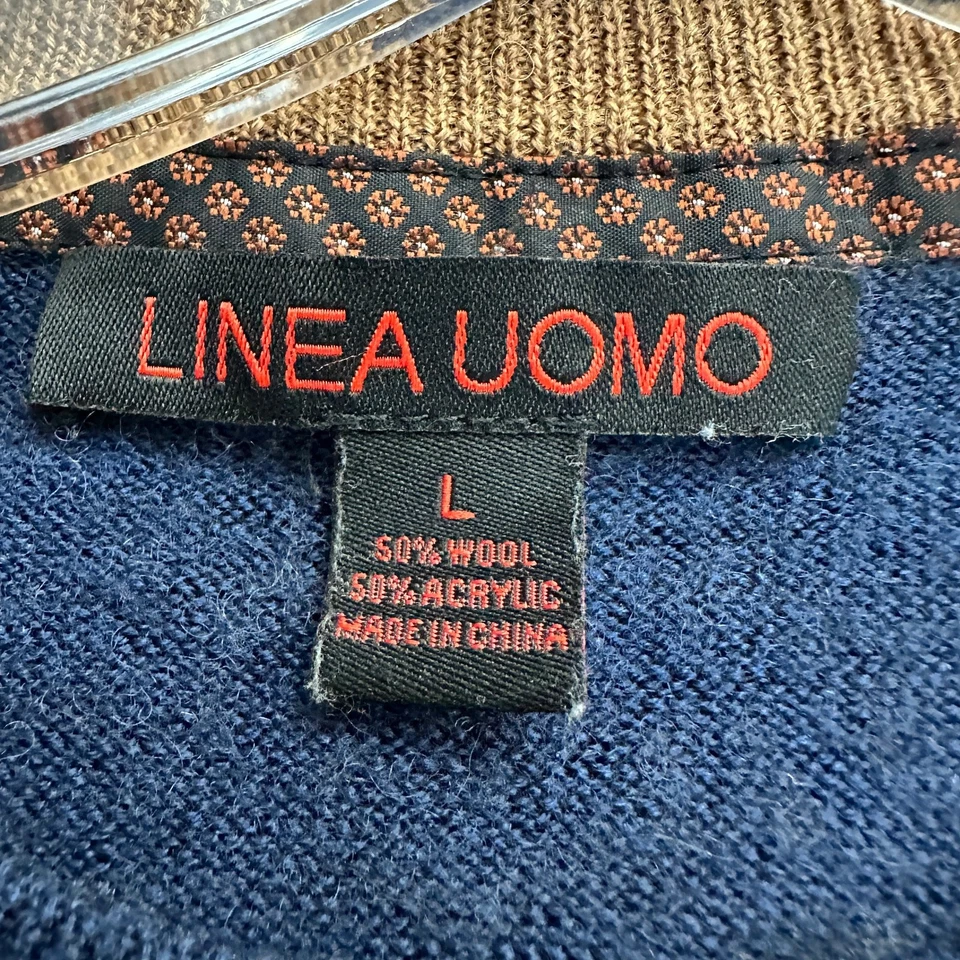 LINEA UOMO
L
50% WOOL
50% ACRYLIC
MADE IN CHINA